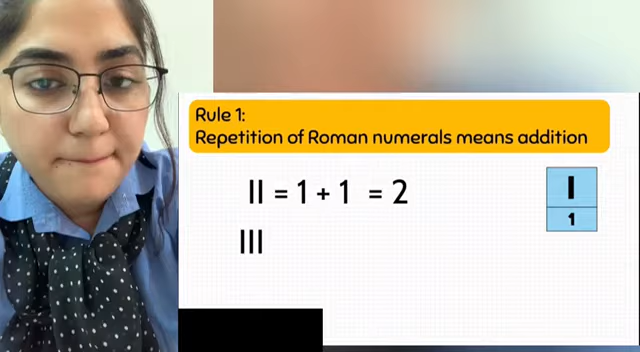 Rule 1:
Repetition of Roman numerals means addition
II = 1 + 1 = 2
I
1
III